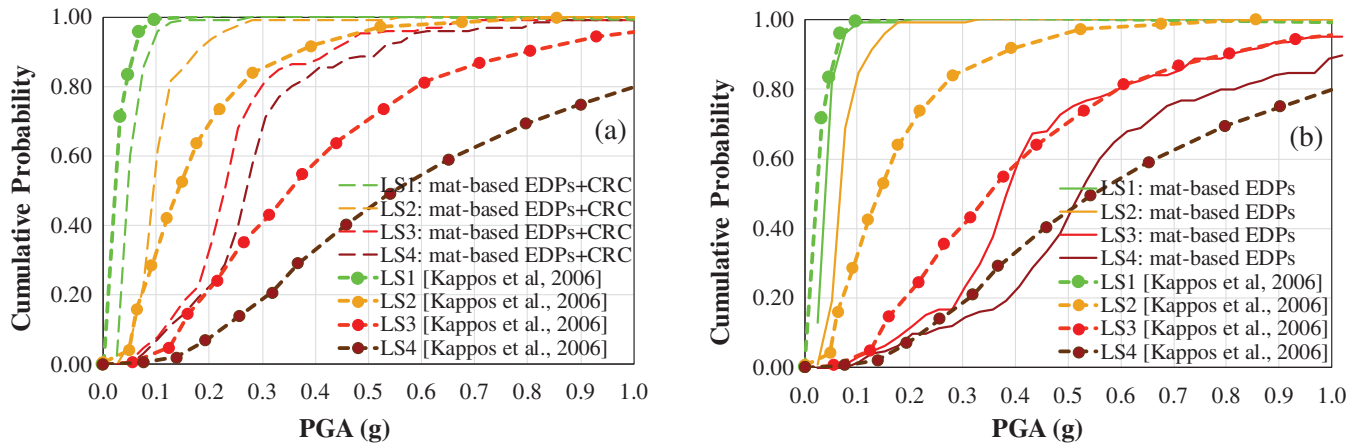 1.00
0.80
0.60
0.40
0.20
0.00
Cumulative Probability
0.0 0.1 0.2 0.3 0.4 0.5 0.6 0.7 0.8 0.9 1.0
PGA (g)
(a)
LS1: mat-based EDPs+CRC
LS2: mat-based EDPs+CRC
LS3: mat-based EDPs+CRC
LS4: mat-based EDPs+CRC
LS1 [Kappos et al, 2006]
LS2 [Kappos et al., 2006]
LS3 [Kappos et al., 2006]
LS4 [Kappos et al., 2006]
1.00
0.80
0.60
0.40
0.20
0.00
Cumulative Probability
0.0 0.1 0.2 0.3 0.4 0.5 0.6 0.7 0.8 0.9 1.0
PGA (g)
(b)
LS1: mat-based EDPs
LS2: mat-based EDPs
LS3: mat-based EDPs
LS4: mat-based EDPs
LS1 [Kappos et al, 2006]
LS2 [Kappos et al., 2006]
LS3 [Kappos et al., 2006]
LS4 [Kappos et al., 2006]